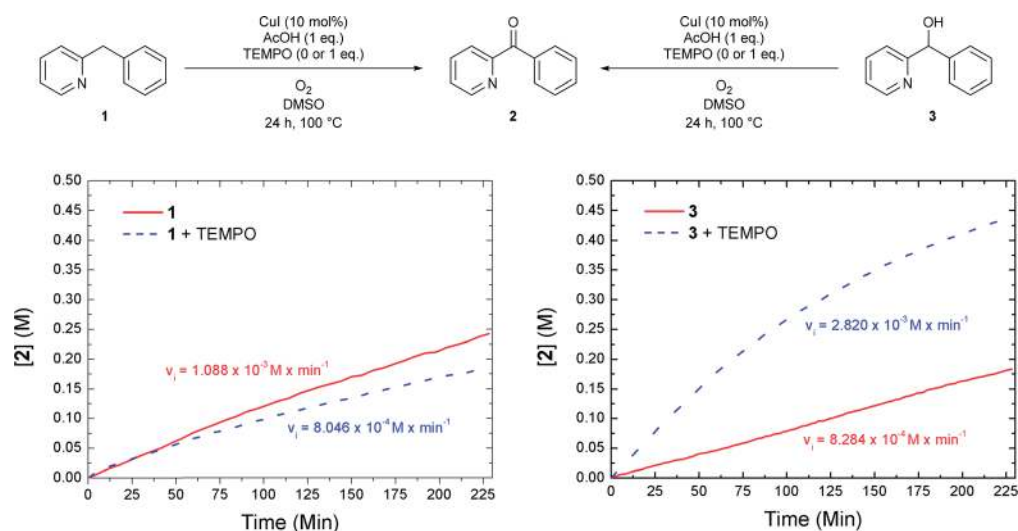 CuI (10 mol%)
AcOH (1 eq.)
TEMPO (0 or 1 eq.)
O2
DMSO
24 h, 100 °C
N
1
O
N
2
CuI (10 mol%)
AcOH (1 eq.)
TEMPO (0 or 1 eq.)
O2
DMSO
24 h, 100 °C
OH
N
3
0.50
0.45
0.40
0.35
0.30
0.25
0.20
0.15
0.10
0.05
0.00
[2] (M)
1
1 + TEMPO
vi = 1.088 x 10-3 M x min-1
vi = 8.046 x 10-4 M x min-1
0 25 50 75 100 125 150 175 200 225
Time (Min)
0.50
0.45
0.40
0.35
0.30
0.25
0.20
0.15
0.10
0.05
0.00
[2] (M)
3
3 + TEMPO
vi = 2.820 x 10-3 M x min-1
vi = 8.284 x 10-4 M x min-1
0 25 50 75 100 125 150 175 200 225
Time (Min)